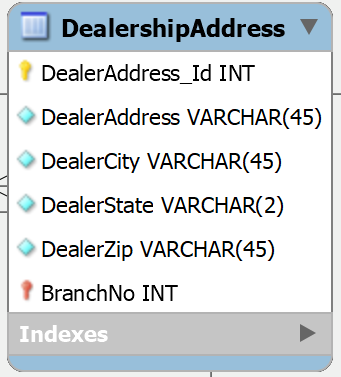 DealershipAddress
DealerAddress_Id INT
DealerAddress VARCHAR(45)
DealerCity VARCHAR(45)
DealerState VARCHAR(2)
DealerZip VARCHAR(45)
BranchNo INT
Indexes